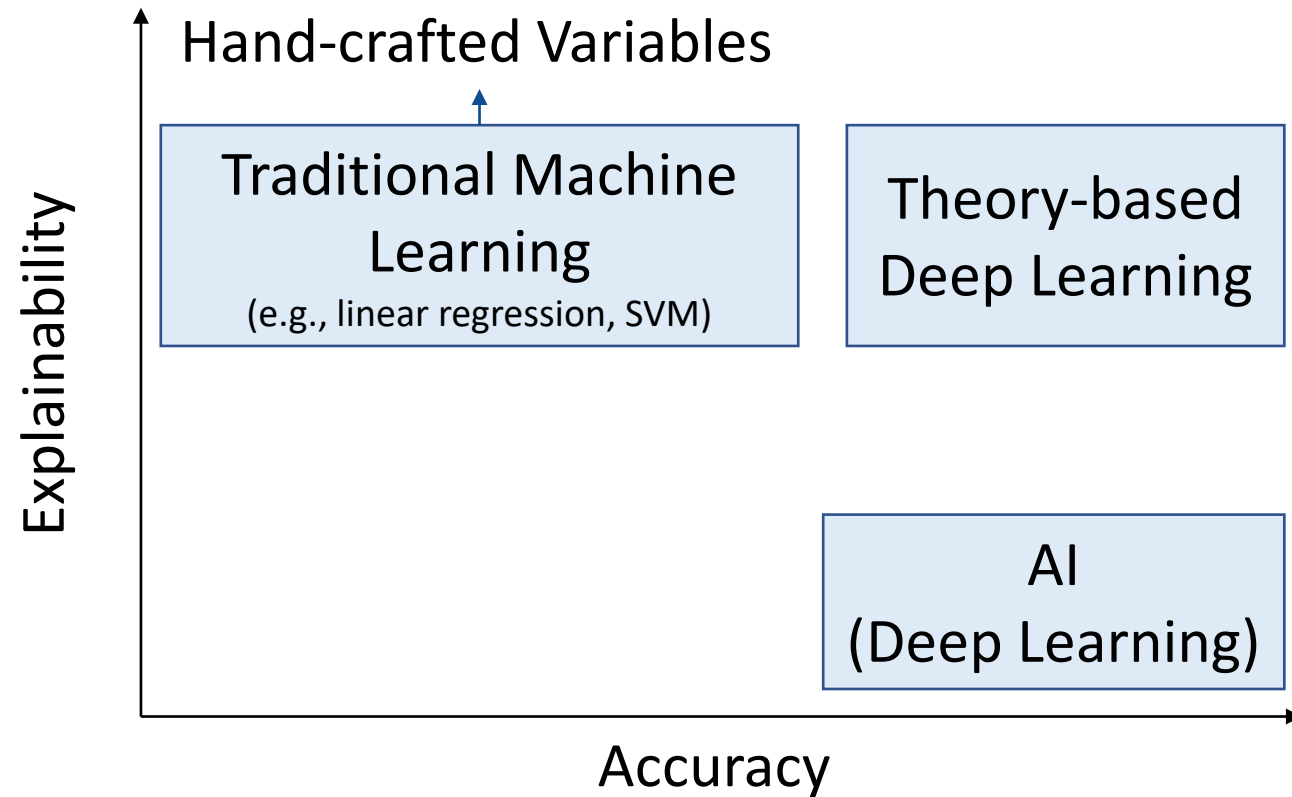 Hand-crafted Variables
Traditional Machine
Learning
(e.g., linear regression, SVM)
Theory-based
Deep Learning
Explainability
AI
(Deep Learning)
Accuracy